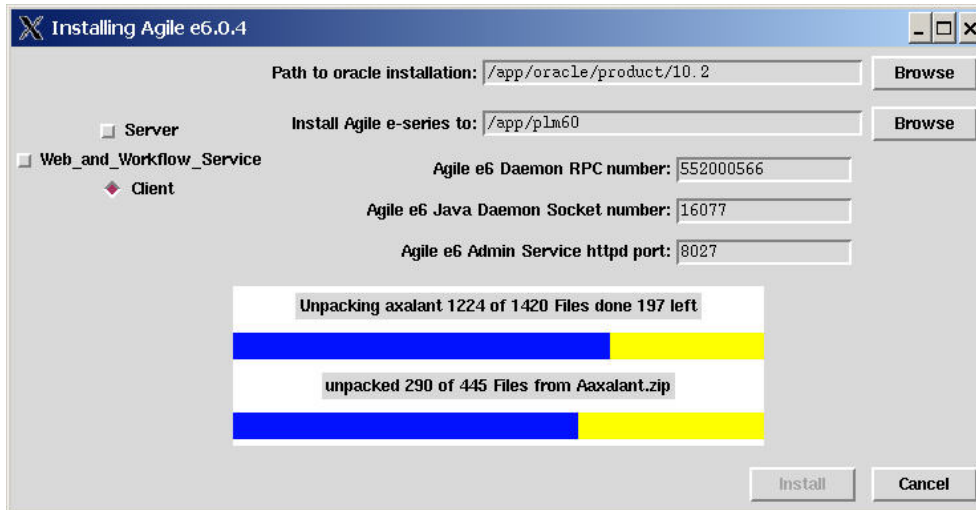 Installing Agile e6.0.4
Path to oracle installation: /app/oracle/product/10.2 Browse
Install Agile e-series to: /app/plm60 Browse
Server
Web_and_Workflow_Service
Client
Agile e6 Daemon RPC number: 552000566
Agile e6 Java Daemon Socket number: 16077
Agile e6 Admin Service httpd port: 8027
Unpacking axalant 1224 of 1420 Files done 197 left
unpacked 290 of 445 Files from Aaxalant.zip
Install Cancel